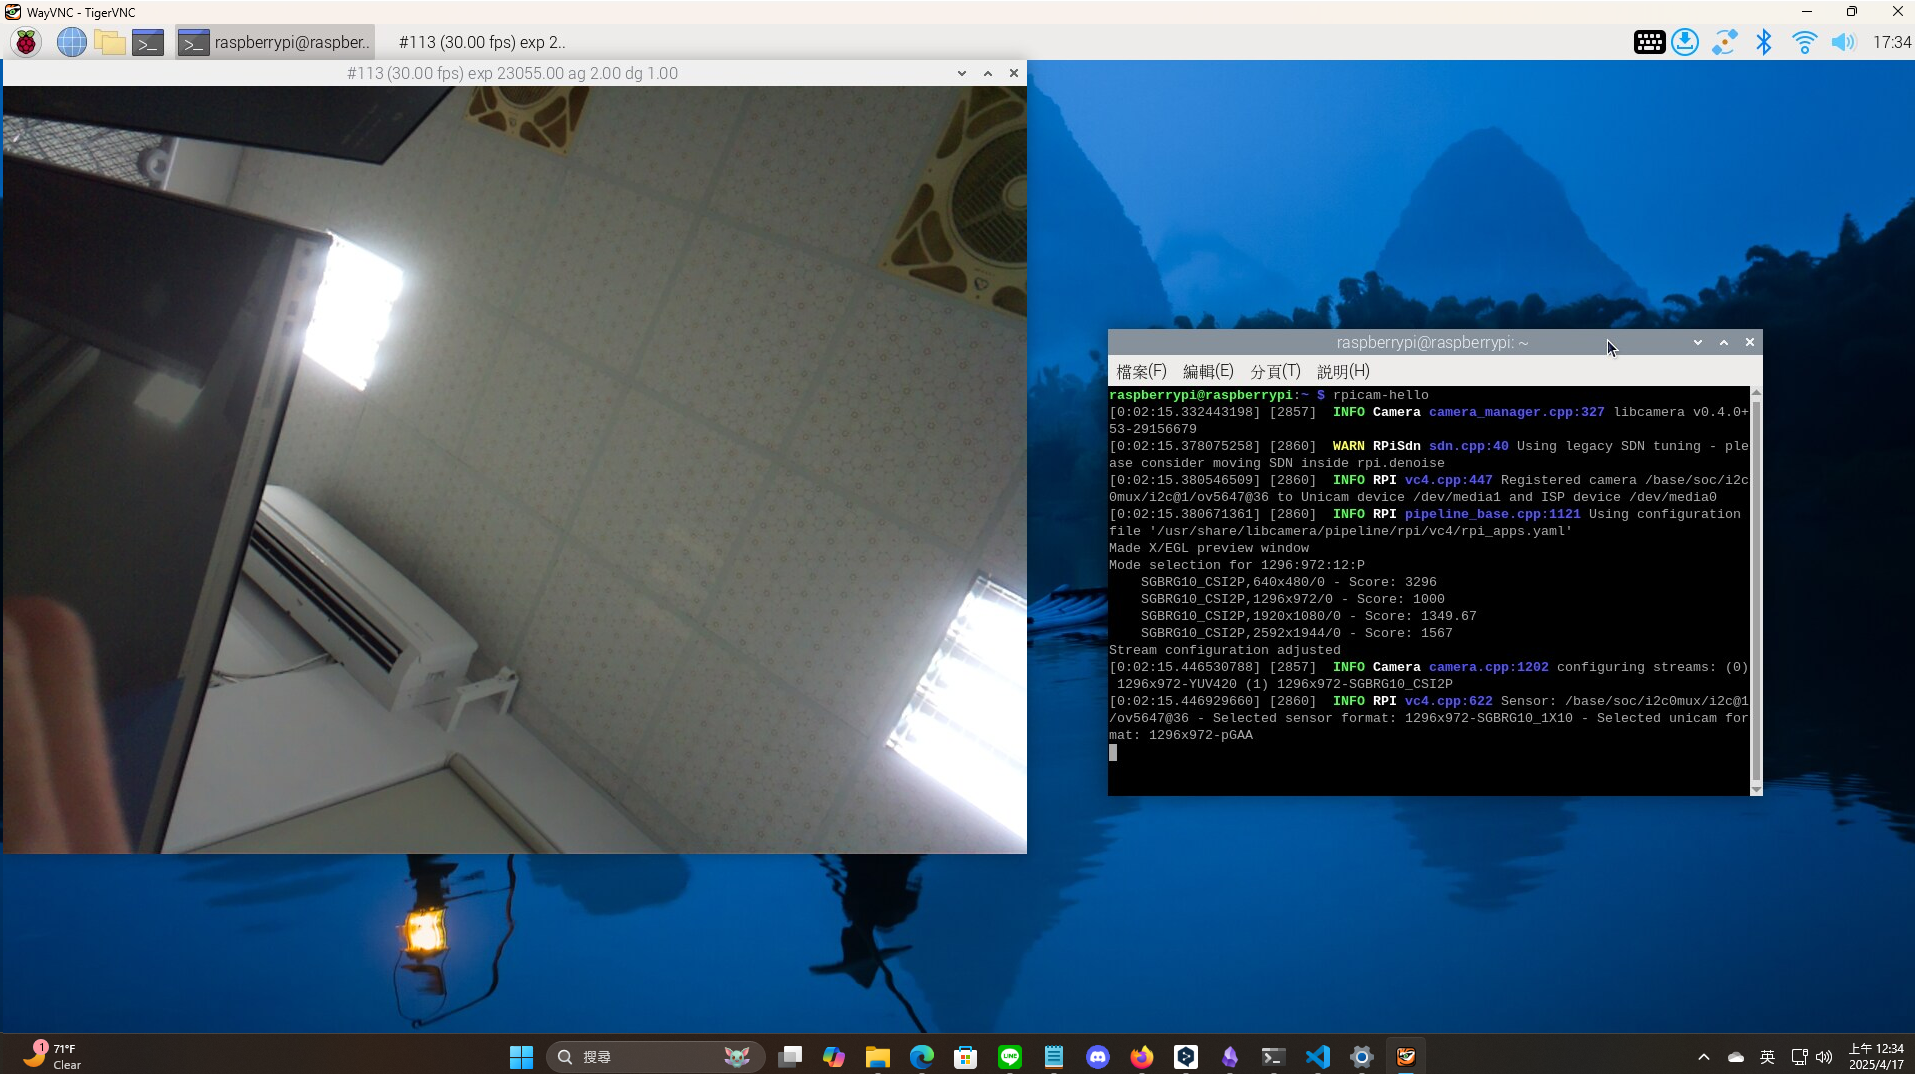 WayVNC - TigerVNC
raspberrypi@raspber..
#113 (30.00 fps) exp 2..
17:34
#113 (30.00 fps) exp 23055.00 ag 2.00 dg 1.00
raspberrypi@raspberrypi: ~
檔案(F) 編輯(E) 分頁(T) 説明(H)
raspberrypi@raspberrypi:~ $ rpicam-hello
[0:02:15.332443198] [2857]  INFO Camera camera_manager.cpp:327 libcamera v0.4.0+
53-29156679
[0:02:15.378075258] [2860]  WARN RPiSdn sdn.cpp:40 Using legacy SDN tuning - ple
ase consider moving SDN inside rpi.denoise
[0:02:15.380546509] [2860]  INFO RPI vc4.cpp:447 Registered camera /base/soc/i2c
0mux/i2c@1/ov5647@36 to Unicam device /dev/media1 and ISP device /dev/media0
[0:02:15.380671361] [2860]  INFO RPI pipeline_base.cpp:1121 Using configuration
file '/usr/share/libcamera/pipeline/rpi/vc4/rpi_apps.yaml'
Made X/EGL preview window
Mode selection for 1296:972:12:P
    SGBRG10_CSI2P,640x480/0 - Score: 3296
    SGBRG10_CSI2P,1296x972/0 - Score: 1000
    SGBRG10_CSI2P,1920x1080/0 - Score: 1349.67
    SGBRG10_CSI2P,2592x1944/0 - Score: 1567
Stream configuration adjusted
[0:02:15.446530788] [2857]  INFO Camera camera.cpp:1202 configuring streams: (0)
 1296x972-YUV420 (1) 1296x972-SGBRG10_CSI2P
[0:02:15.446929660] [2860]  INFO RPI vc4.cpp:622 Sensor: /base/soc/i2c0mux/i2c@1
/ov5647@36 - Selected sensor format: 1296x972-SGBRG10_1X10 - Selected unicam for
mat: 1296x972-pGAA
1
71°F
Clear
搜尋
LINE
英
上午 12:34
2025/4/17